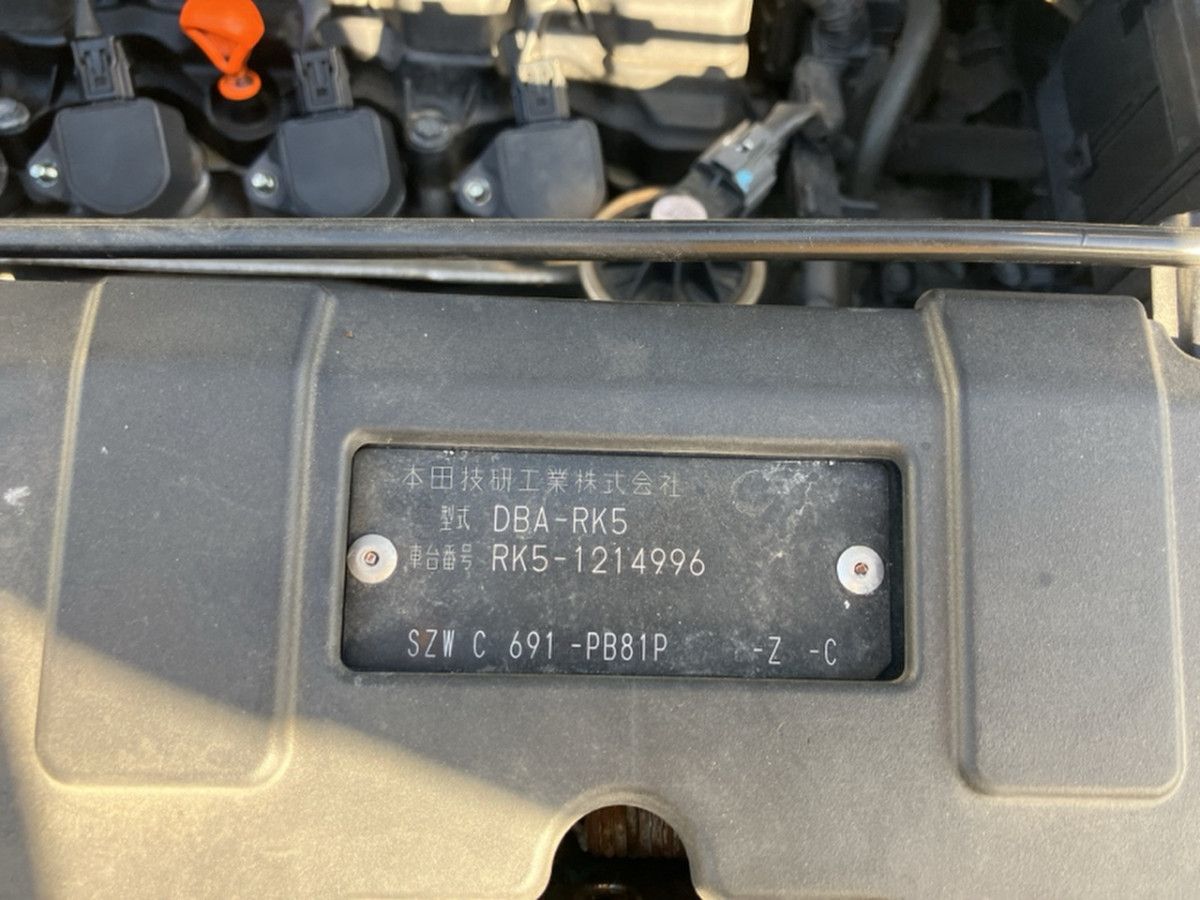 本田技研工業株式会社
型式 DBA-RK5
車台番号 RK5-1214996
SZW C 691 -PB81P -Z -C